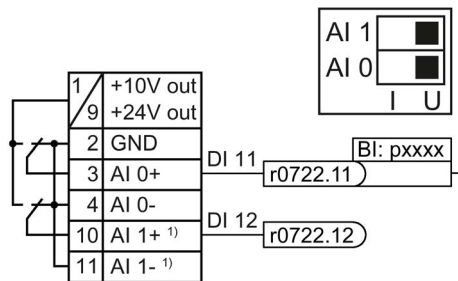 AI 1
AI 0
I U
1 +10V out
9 +24V out
2 GND
3 AI 0+
4 AI 0-
10 AI 1+ 1)
11 AI 1- 1)
DI 11
r0722.11
BI: pxxxx
DI 12
r0722.12